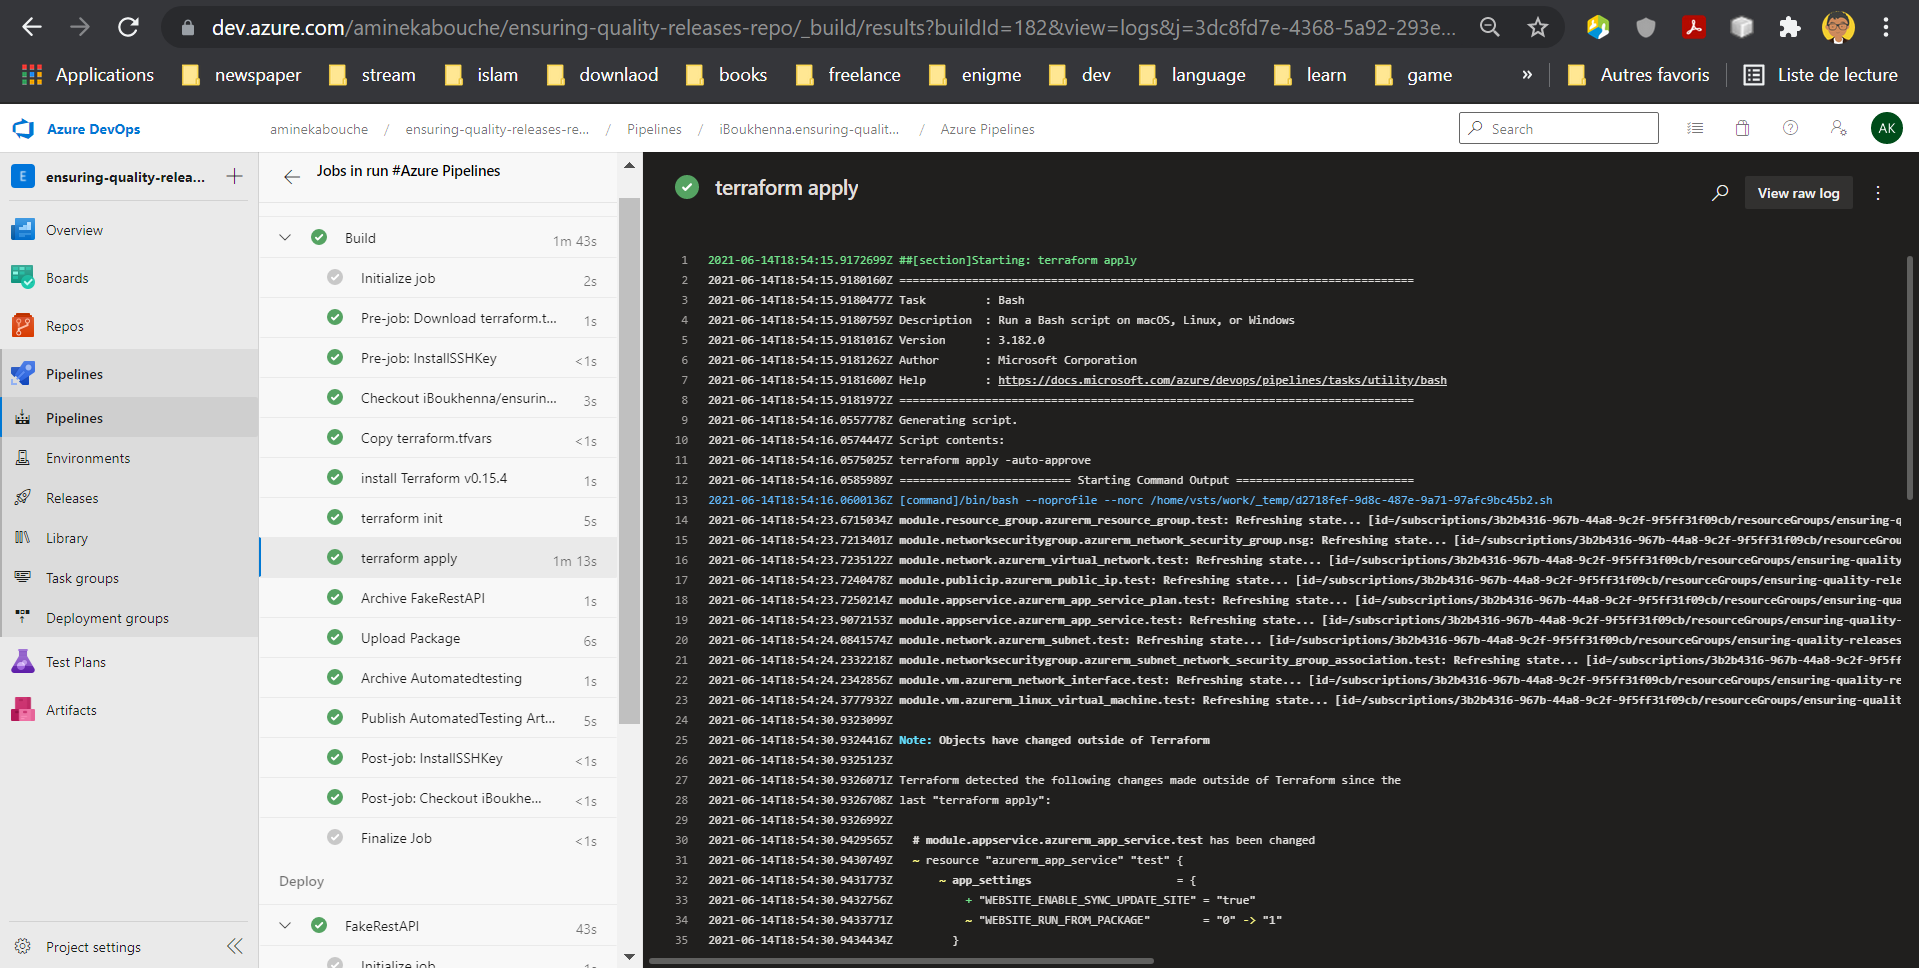 dev.azure.com/aminekabouche/ensuring-quality-releases-repo/_build/results?buildId=182&view=logs&j=3dc8fd7e-4368-5a92-293e...
Applications newspaper stream islam downlaod books freelance enigme dev language learn game » Autres favoris Liste de lecture
Azure DevOps
aminekabouche / ensuring-quality-releases-re... / Pipelines / iBoukhenna.ensuring-qualit... / Azure Pipelines
Search
AK
E ensuring-quality-relea...
Overview
Boards
Repos
Pipelines
Pipelines
Environments
Releases
Library
Task groups
Deployment groups
Test Plans
Artifacts
Project settings
Jobs in run #Azure Pipelines
Build 1m 43s
Initialize job 2s
Pre-job: Download terraform.t... 1s
Pre-job: InstallSSHKey <1s
Checkout iBoukhenna/ensurin... 3s
Copy terraform.tfvars <1s
install Terraform v0.15.4 1s
terraform init 5s
terraform apply 1m 13s
Archive FakeRestAPI 1s
Upload Package 6s
Archive Automatedtesting 1s
Publish AutomatedTesting Art... 5s
Post-job: InstallSSHKey <1s
Post-job: Checkout iBoukhe... <1s
Finalize Job <1s
Deploy
FakeRestAPI 43s
Initialize job 1s
terraform apply
View raw log
1 2021-06-14T18:54:15.9172699Z ##[section]Starting: terraform apply
2 2021-06-14T18:54:15.9180160Z ==============================================================================
3 2021-06-14T18:54:15.9180477Z Task : Bash
4 2021-06-14T18:54:15.9180759Z Description : Run a Bash script on macOS, Linux, or Windows
5 2021-06-14T18:54:15.9181016Z Version : 3.182.0
6 2021-06-14T18:54:15.9181262Z Author : Microsoft Corporation
7 2021-06-14T18:54:15.9181600Z Help : https://docs.microsoft.com/azure/devops/pipelines/tasks/utility/bash
8 2021-06-14T18:54:15.9181972Z ==============================================================================
9 2021-06-14T18:54:16.0557778Z Generating script.
10 2021-06-14T18:54:16.0574447Z Script contents:
11 2021-06-14T18:54:16.0575025Z terraform apply -auto-approve
12 2021-06-14T18:54:16.0585989Z ========================== Starting Command Output ===========================
13 2021-06-14T18:54:16.0600136Z [command]/bin/bash --noprofile --norc /home/vsts/work/_temp/d2718fef-9d8c-487e-9a71-97afc9bc45b2.sh
14 2021-06-14T18:54:23.6715034Z module.resource_group.azurerm_resource_group.test: Refreshing state... [id=/subscriptions/3b2b4316-967b-44a8-9c2f-9f5ff31f09cb/resourceGroups/ensuring-q
15 2021-06-14T18:54:23.7213401Z module.networksecuritygroup.azurerm_network_security_group.nsg: Refreshing state... [id=/subscriptions/3b2b4316-967b-44a8-9c2f-9f5ff31f09cb/resourceGrou
16 2021-06-14T18:54:23.7235122Z module.network.azurerm_virtual_network.test: Refreshing state... [id=/subscriptions/3b2b4316-967b-44a8-9c2f-9f5ff31f09cb/resourceGroups/ensuring-quality
17 2021-06-14T18:54:23.7240478Z module.publicip.azurerm_public_ip.test: Refreshing state... [id=/subscriptions/3b2b4316-967b-44a8-9c2f-9f5ff31f09cb/resourceGroups/ensuring-quality-rele
18 2021-06-14T18:54:23.7250214Z module.appservice.azurerm_app_service_plan.test: Refreshing state... [id=/subscriptions/3b2b4316-967b-44a8-9c2f-9f5ff31f09cb/resourceGroups/ensuring-qua
19 2021-06-14T18:54:23.9072153Z module.appservice.azurerm_app_service.test: Refreshing state... [id=/subscriptions/3b2b4316-967b-44a8-9c2f-9f5ff31f09cb/resourceGroups/ensuring-quality-
20 2021-06-14T18:54:24.0841574Z module.network.azurerm_subnet.test: Refreshing state... [id=/subscriptions/3b2b4316-967b-44a8-9c2f-9f5ff31f09cb/resourceGroups/ensuring-quality-releases
21 2021-06-14T18:54:24.2332218Z module.networksecuritygroup.azurerm_subnet_network_security_group_association.test: Refreshing state... [id=/subscriptions/3b2b4316-967b-44a8-9c2f-9f5ff
22 2021-06-14T18:54:24.2342856Z module.vm.azurerm_network_interface.test: Refreshing state... [id=/subscriptions/3b2b4316-967b-44a8-9c2f-9f5ff31f09cb/resourceGroups/ensuring-quality-re
23 2021-06-14T18:54:24.3777932Z module.vm.azurerm_linux_virtual_machine.test: Refreshing state... [id=/subscriptions/3b2b4316-967b-44a8-9c2f-9f5ff31f09cb/resourceGroups/ensuring-qualit
24 2021-06-14T18:54:30.9323099Z
25 2021-06-14T18:54:30.9324416Z Note: Objects have changed outside of Terraform
26 2021-06-14T18:54:30.9325123Z
27 2021-06-14T18:54:30.9326071Z Terraform detected the following changes made outside of Terraform since the
28 2021-06-14T18:54:30.9326708Z last "terraform apply":
29 2021-06-14T18:54:30.9326992Z
30 2021-06-14T18:54:30.9429565Z # module.appservice.azurerm_app_service.test has been changed
31 2021-06-14T18:54:30.9430749Z ~ resource "azurerm_app_service" "test" {
32 2021-06-14T18:54:30.9431773Z ~ app_settings = {
33 2021-06-14T18:54:30.9432756Z + "WEBSITE_ENABLE_SYNC_UPDATE_SITE" = "true"
34 2021-06-14T18:54:30.9433771Z ~ "WEBSITE_RUN_FROM_PACKAGE" = "0" -> "1"
35 2021-06-14T18:54:30.9434434Z }